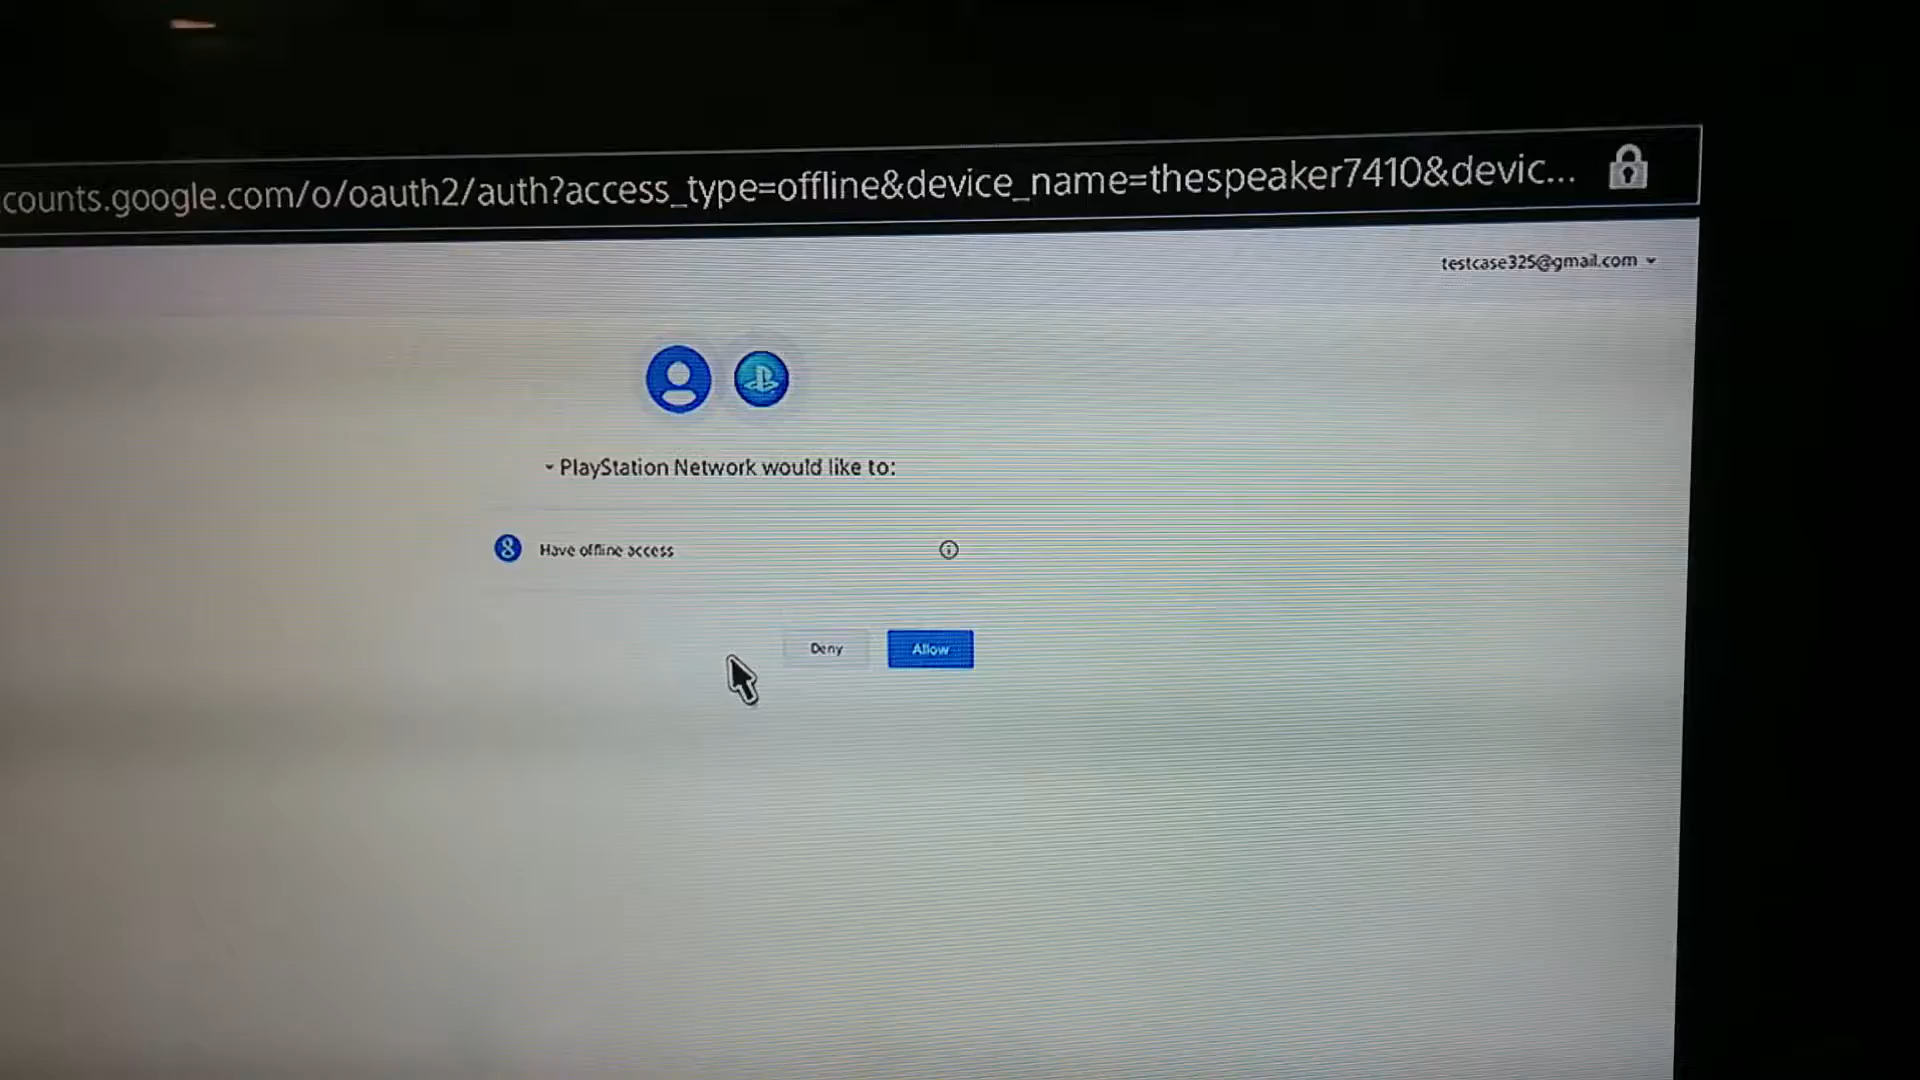 counts.google.com/o/oauth2/auth?access_type=offline&device_name=thespeaker7410&devic...
testcase325@gmail.com
PlayStation Network would like to:
8 Have offline access
Deny
Allow